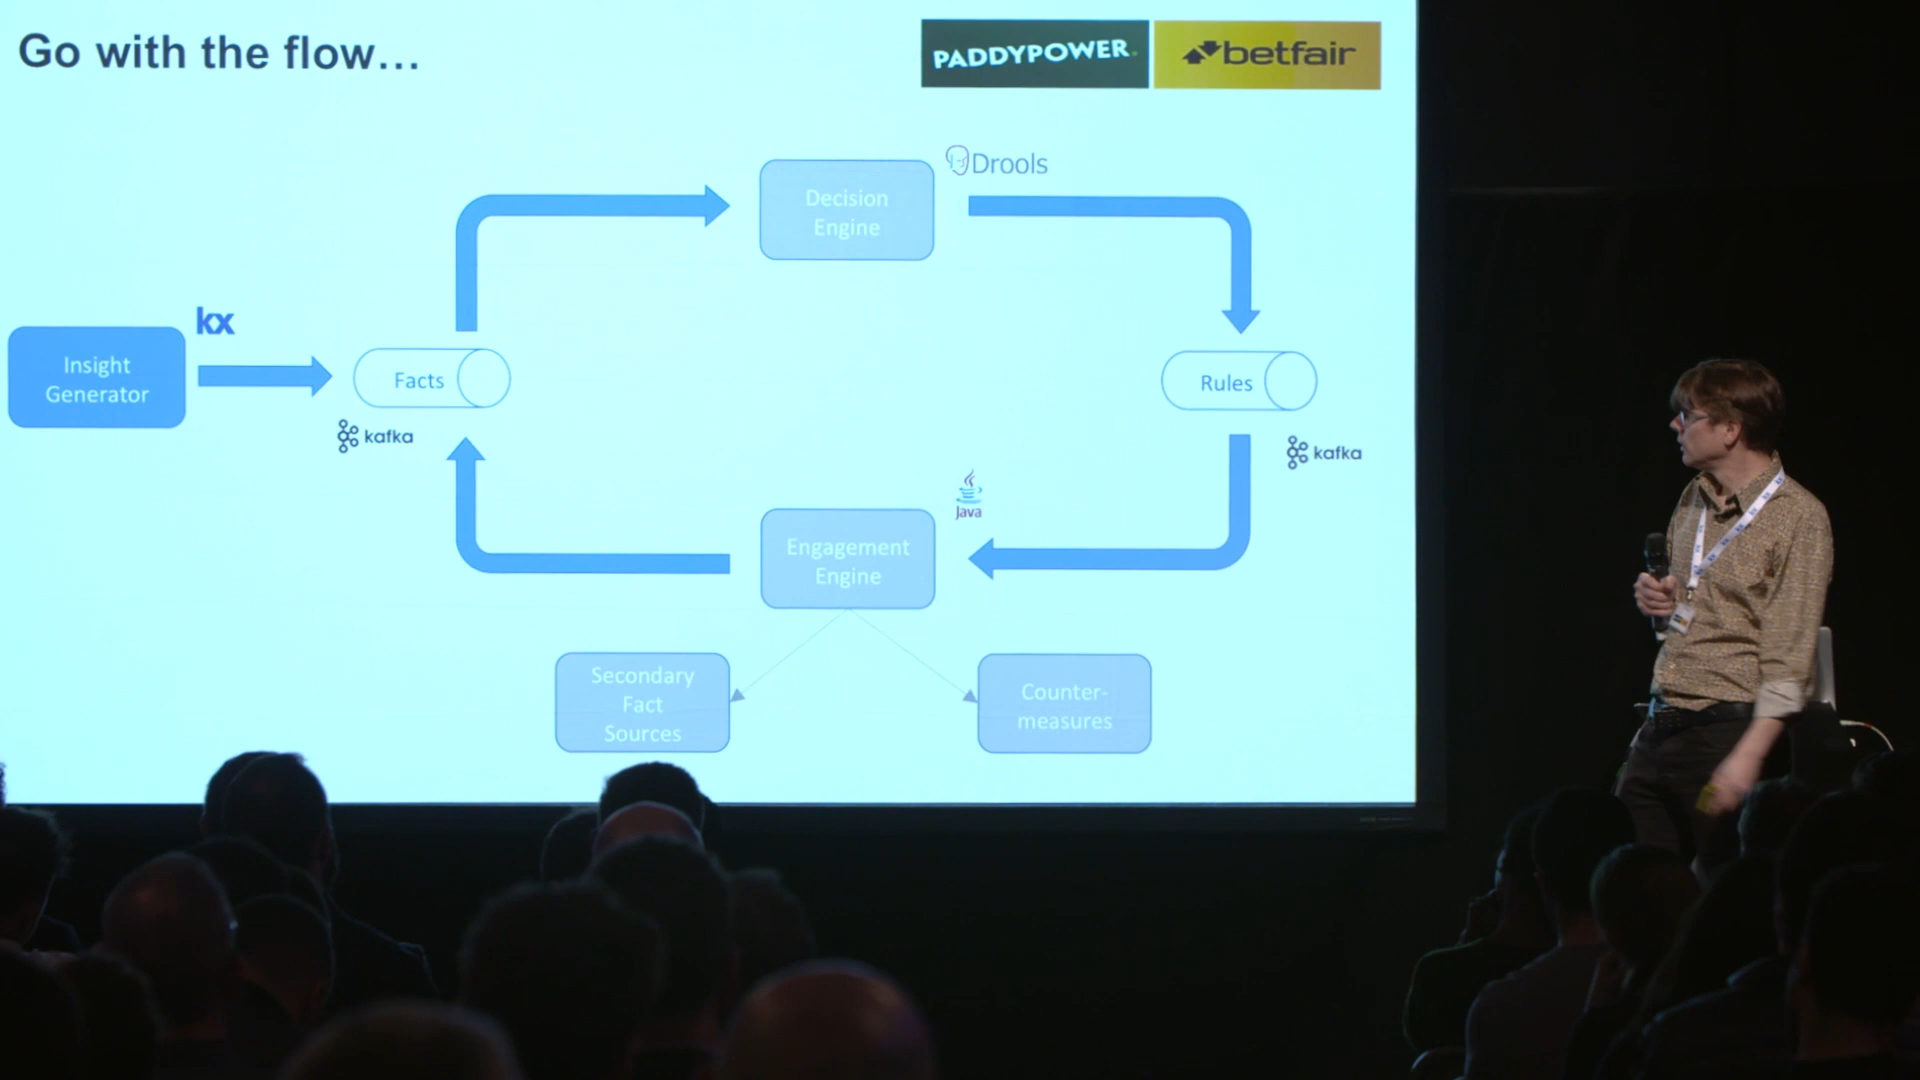 Go with the flow...
PADDYPOWER.
betfair
Drools
Decision
Engine
kx
Insight
Generator
Facts
Rules
kafka
kafka
Java
Engagement
Engine
Secondary
Fact
Sources
Counter-
measures